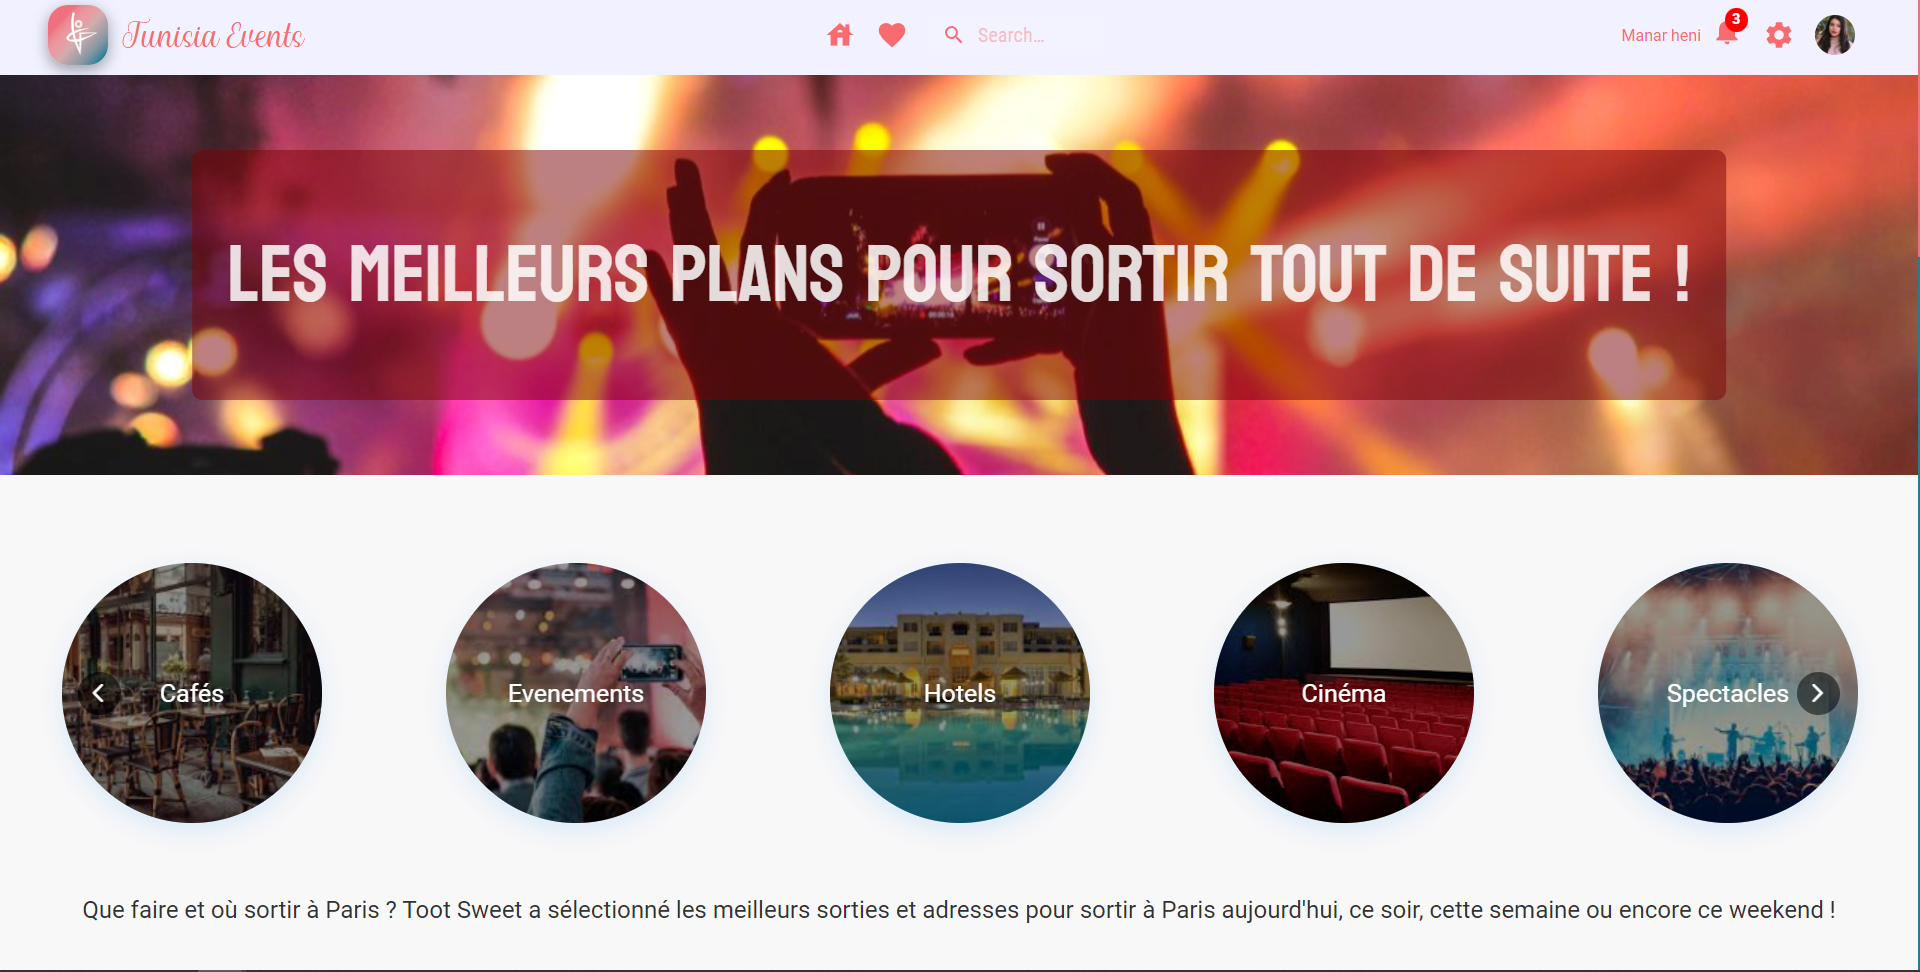 Tunisia Events
Search...
Manar heni
3
LES MEILLEURS PLANS POUR SORTIR TOUT DE SUITE !
Cafés
Evenements
Hotels
Cinéma
Spectacles
Que faire et où sortir à Paris ? Toot Sweet a sélectionné les meilleurs sorties et adresses pour sortir à Paris aujourd'hui, ce soir, cette semaine ou encore ce weekend !